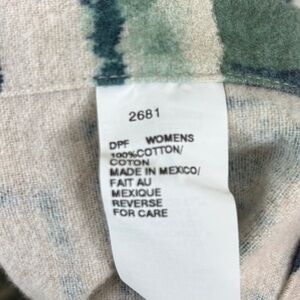 2681
DPF WOMENS
100%COTTON/
COTON
MADE IN MEXICO/
FAIT AU
MEXIQUE
REVERSE
FOR CARE